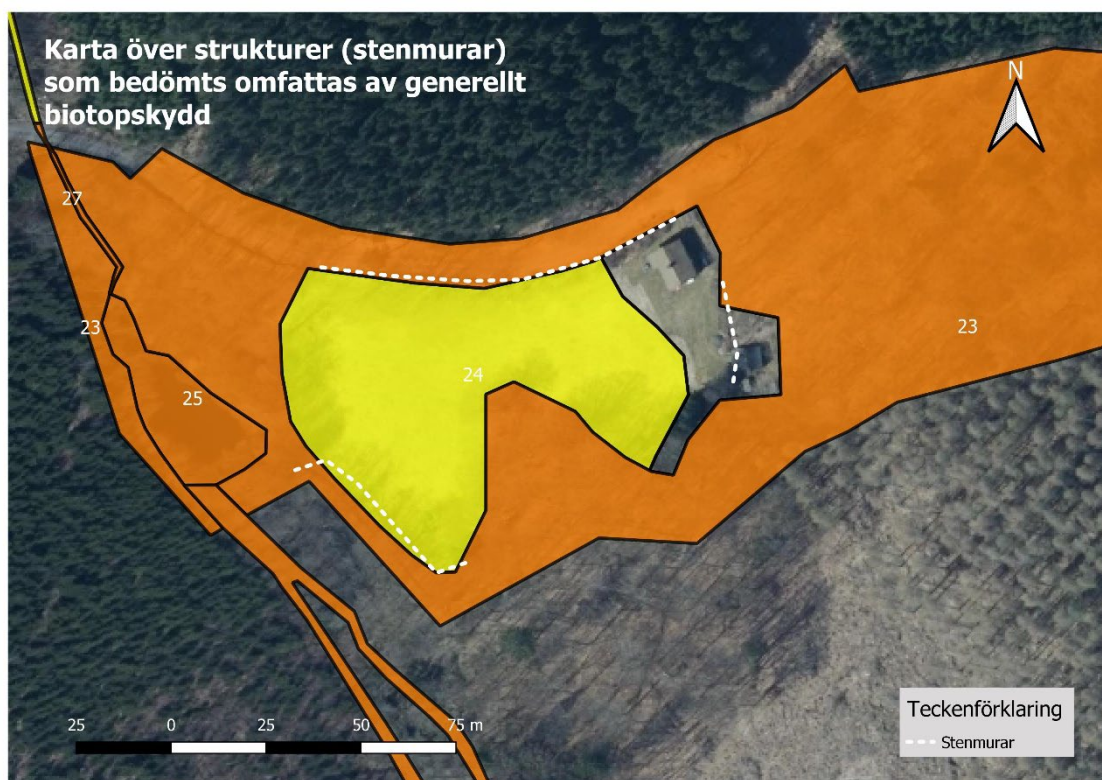 Karta över strukturer (stenmurar)
som bedömts omfattas av generellt
biotopskydd
N
27
23
23
24
25
25 0 25 50 75 m
Teckenförklaring
Stenmurar